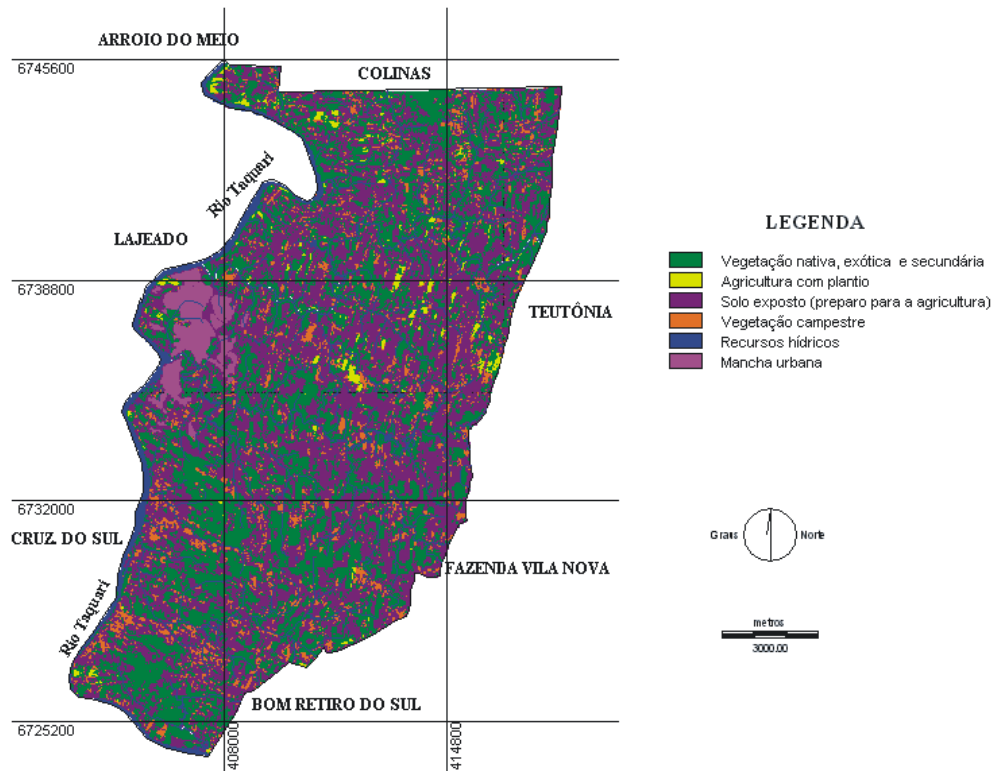 ARROIO DO MEIO
6745600
COLINAS
Rio Taquari
LAJEADO
6738800
TEUTÔNIA
6732000
CRUZ DO SUL
FAZENDA VILA NOVA
Rio Taquari
BOM RETIRO DO SUL
6725200
408000
414800
LEGENDA
Vegetação nativa, exótica e secundária
Agricultura com plantio
Solo exposto (preparo para a agricultura)
Vegetação campestre
Recursos hídricos
Mancha urbana
Graus Norte
metros
3000.00